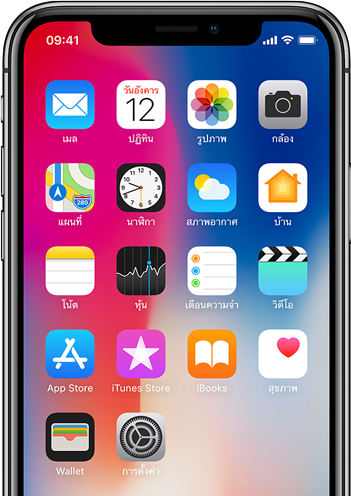 09:41
วันอังคาร
12
เมล
ปฏิทิน
รูปภาพ
กล้อง
280
แผนที่
นาฬิกา
สภาพอากาศ
บ้าน
โน้ต
หุ้น
เตือนความจำ
วิดีโอ
App Store
iTunes Store
iBooks
สุขภาพ
Wallet
การตั้งค่า